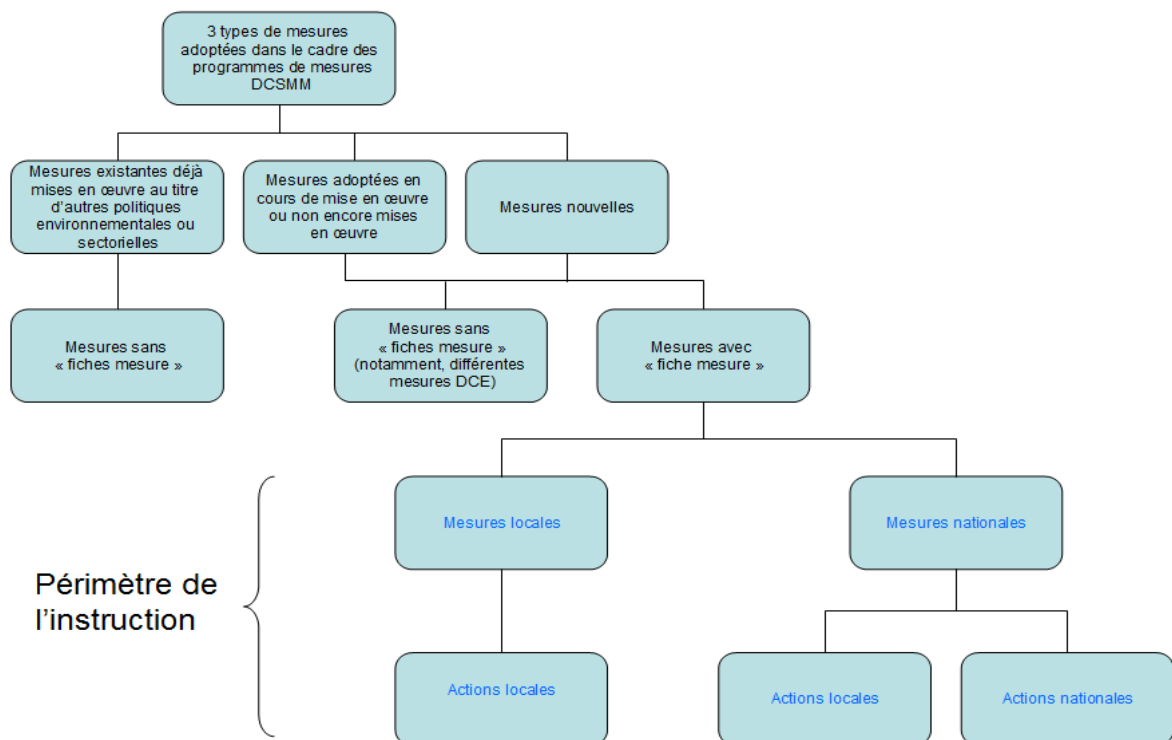 3 types de mesures
adoptées dans le cadre des
programmes de mesures
DCSMM
Mesures existantes déjà
mises en œuvre au titre
d'autres politiques
environnementales ou
sectorielles
Mesures adoptées en
cours de mise en œuvre
ou non encore mises
en œuvre
Mesures nouvelles
Mesures sans
« fiches mesure »
Mesures sans
« fiches mesure »
(notamment, différentes
mesures DCE)
Mesures avec
« fiche mesure »
Périmètre de
l'instruction
Mesures locales
Mesures nationales
Actions locales
Actions locales
Actions nationales